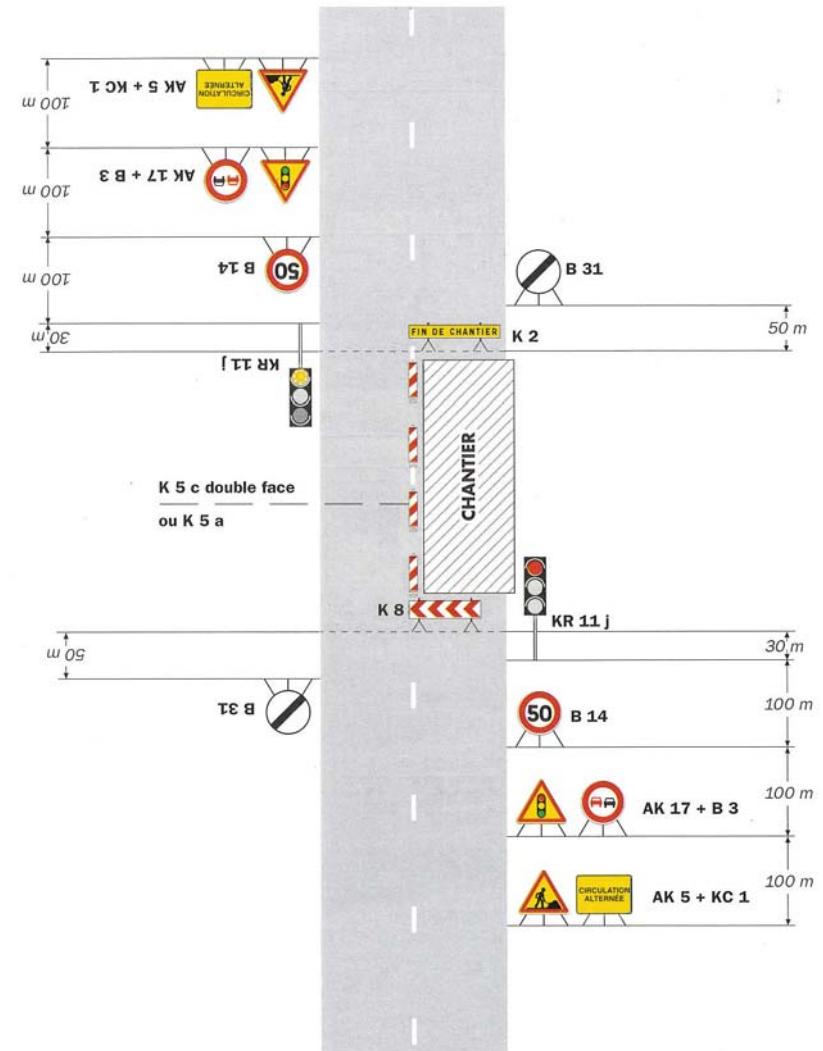 100 m
CIRCULATION
ALTERNÉE
AK 5 + KC 1
100 m
AK 17 + B 3
100 m
50
B 14
B 31
30 m
50 m
FIN DE CHANTIER
K 2
KR 11 j
CHANTIER
K 5 c double face
ou K 5 a
K 8
KR 11 j
30 m
50 m
B 31
50
B 14
100 m
AK 17 + B 3
100 m
CIRCULATION
ALTERNÉE
AK 5 + KC 1
100 m